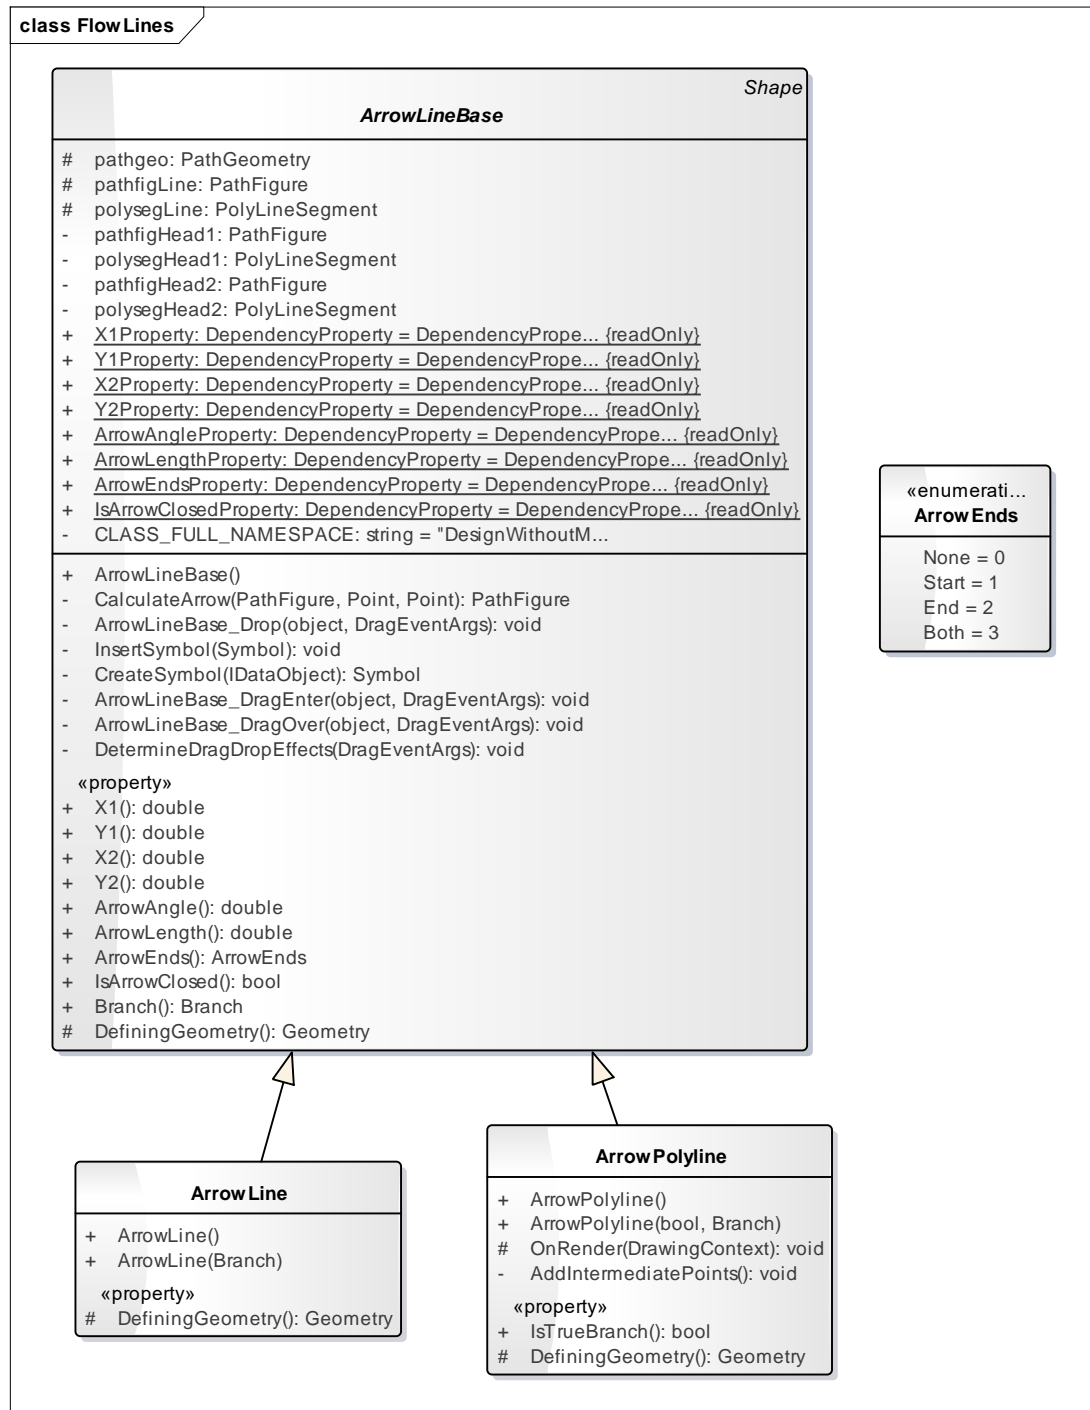 class FlowLines
Shape
ArrowLineBase
# pathgeo: PathGeometry
# pathfigLine: PathFigure
# polysegLine: PolyLineSegment
- pathfigHead1: PathFigure
- polysegHead1: PolyLineSegment
- pathfigHead2: PathFigure
- polysegHead2: PolyLineSegment
+ X1Property: DependencyProperty = DependencyPrope... {readOnly}
+ Y1Property: DependencyProperty = DependencyPrope... {readOnly}
+ X2Property: DependencyProperty = DependencyPrope... {readOnly}
+ Y2Property: DependencyProperty = DependencyPrope... {readOnly}
+ ArrowAngleProperty: DependencyProperty = DependencyPrope... {readOnly}
+ ArrowLengthProperty: DependencyProperty = DependencyPrope... {readOnly}
+ ArrowEndsProperty: DependencyProperty = DependencyPrope... {readOnly}
+ IsArrowClosedProperty: DependencyProperty = DependencyPrope... {readOnly}
- CLASS_FULL_NAMESPACE: string = "DesignWithoutM...
+ ArrowLineBase()
- CalculateArrow(PathFigure, Point, Point): PathFigure
- ArrowLineBase_Drop(object, DragEventArgs): void
- InsertSymbol(Symbol): void
- CreateSymbol(IDataObject): Symbol
- ArrowLineBase_DragEnter(object, DragEventArgs): void
- ArrowLineBase_DragOver(object, DragEventArgs): void
- DetermineDragDropEffects(DragEventArgs): void
«property»
+ X1(): double
+ Y1(): double
+ X2(): double
+ Y2(): double
+ ArrowAngle(): double
+ ArrowLength(): double
+ ArrowEnds(): ArrowEnds
+ IsArrowClosed(): bool
+ Branch(): Branch
# DefiningGeometry(): Geometry
«enumerati...
ArrowEnds
None = 0
Start = 1
End = 2
Both = 3
ArrowLine
+ ArrowLine()
+ ArrowLine(Branch)
«property»
# DefiningGeometry(): Geometry
ArrowPolyline
+ ArrowPolyline()
+ ArrowPolyline(bool, Branch)
# OnRender(DrawingContext): void
- AddIntermediatePoints(): void
«property»
+ IsTrueBranch(): bool
# DefiningGeometry(): Geometry